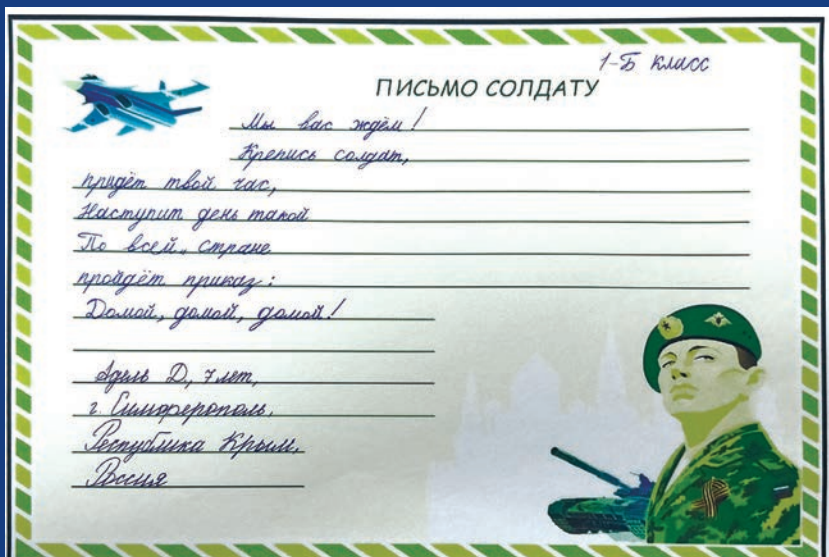 1-Б класс
ПИСЬМО СОЛДАТУ
Мы вас ждём!
Крепись солдат,
придёт твой час,
Наступит день такой
По всей, стране
пройдёт приказ:
Домой, домой, домой!
Адель Д, 7 лет,
г. Симферополь,
Республика Крым,
Россия